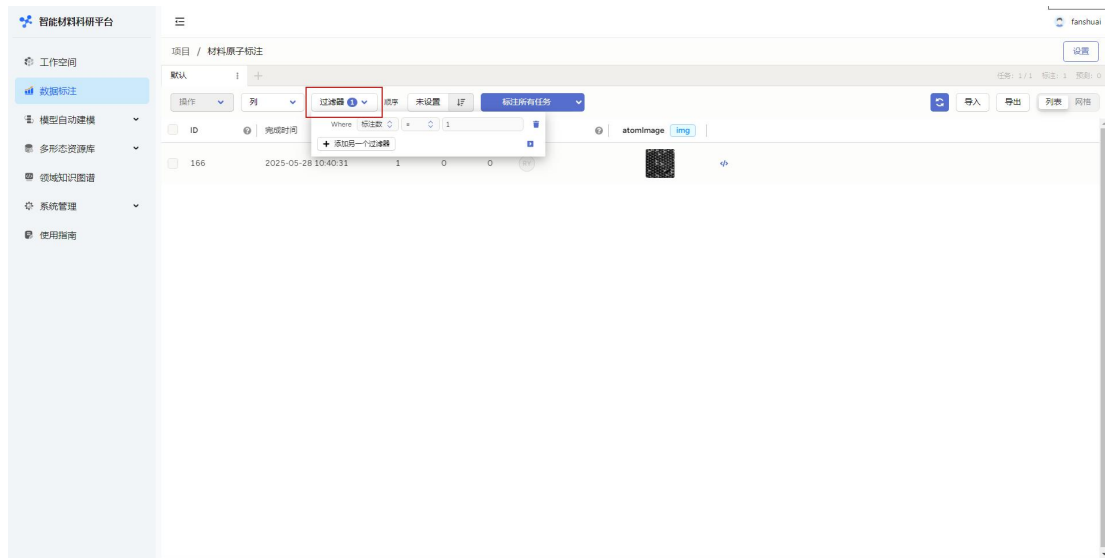 智能材料科研平台
fanshuai
工作空间
数据标注
模型自动建模
多形态资源库
领域知识图谱
系统管理
使用指南
项目 / 材料原子标注
设置
默认
任务: 1/1 标注: 1 预测: 0
操作 列 过滤器 1 顺序 未设置 标注所有任务 导入 导出 列表 网格
ID 完成时间 atomImage img
Where 标注数 = 1
添加另一个过滤器
166 2025-05-28 10:40:31 1 0 0